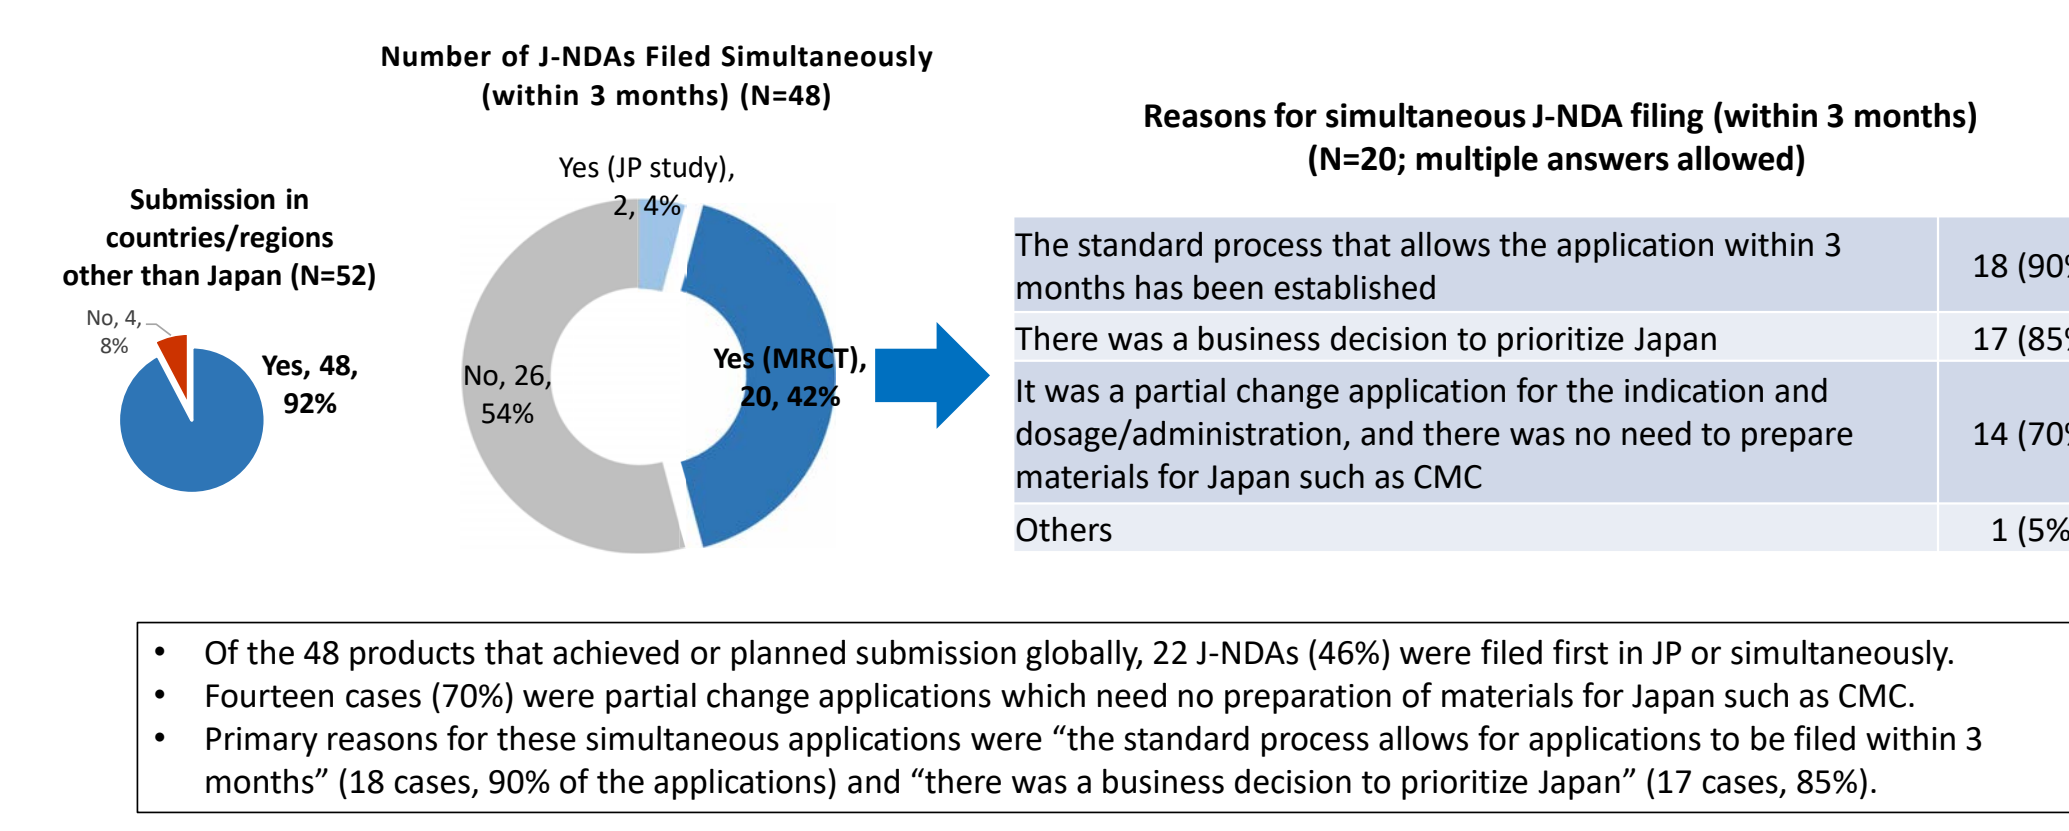 Number of J-NDAs Filed Simultaneously
(within 3 months) (N=48)
Reasons for simultaneous J-NDA filing (within 3 months)
(N=20; multiple answers allowed)
Submission in
countries/regions
other than Japan (N=52)
No, 4,
8%
Yes, 48,
92%
Yes (JP study),
2, 4%
No, 26,
54%
Yes (MRCT),
20, 42%
The standard process that allows the application within 3
months has been established
18 (90%
There was a business decision to prioritize Japan
17 (85%
It was a partial change application for the indication and
dosage/administration, and there was no need to prepare
materials for Japan such as CMC
14 (70%
Others
1 (5%
• Of the 48 products that achieved or planned submission globally, 22 J-NDAs (46%) were filed first in JP or simultaneously.
• Fourteen cases (70%) were partial change applications which need no preparation of materials for Japan such as CMC.
• Primary reasons for these simultaneous applications were “the standard process allows for applications to be filed within 3
months” (18 cases, 90% of the applications) and “there was a business decision to prioritize Japan” (17 cases, 85%).